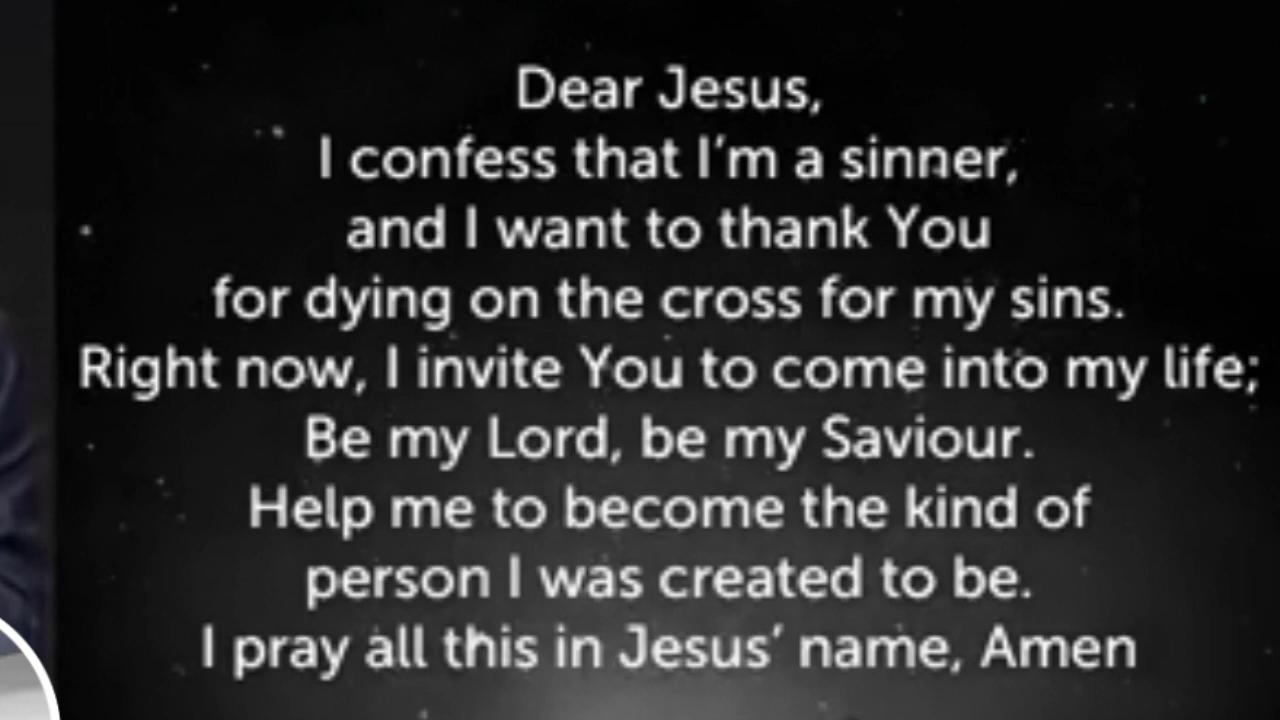 Dear Jesus,
I confess that I'm a sinner,
and I want to thank You
for dying on the cross for my sins.
Right now, I invite You to come into my life;
Be my Lord, be my Saviour.
Help me to become the kind of
person I was created to be.
I pray all this in Jesus' name, Amen